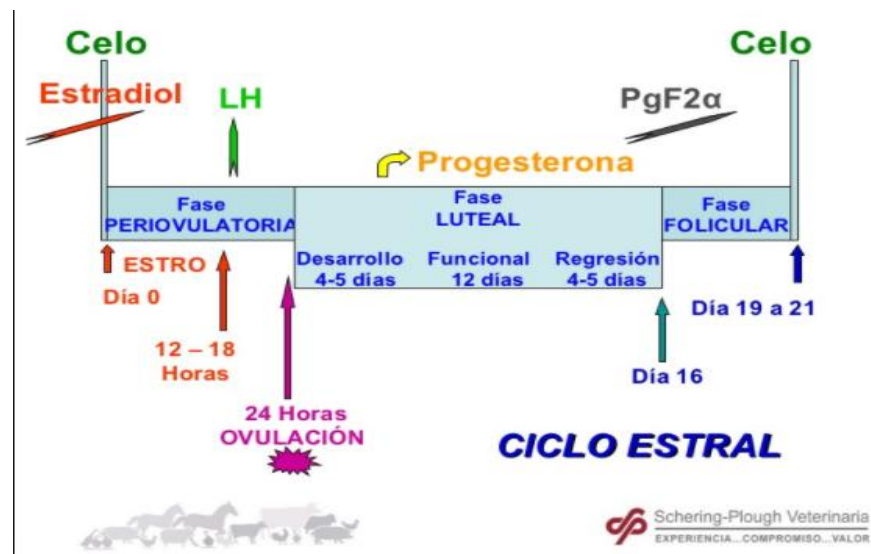 Celo
Celo
Estradiol
LH
PgF2α
Progesterona
Fase
PERIOVULATORIA
Fase
LUTEAL
Fase
FOLICULAR
Desarrollo
4-5 días
Funcional
12 días
Regresión
4-5 días
ESTRO
Día 0
12 – 18
Horas
24 Horas
OVULACIÓN
Día 16
Día 19 a 21
CICLO ESTRAL
Schering-Plough Veterinaria
EXPERIENCIA...COMPROMISO...VALOR